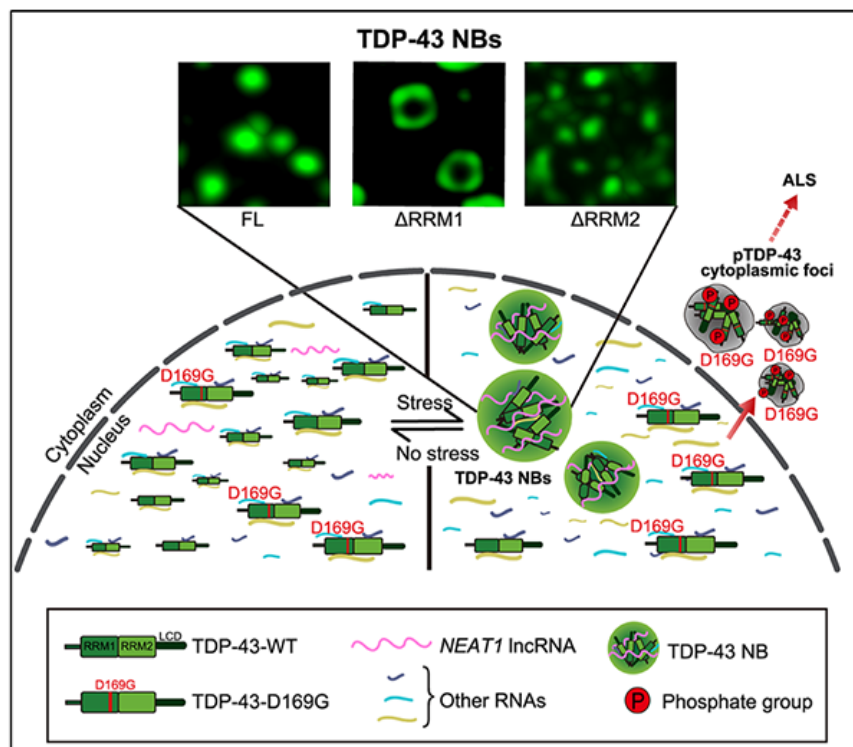 TDP-43 NBs
FL
ΔRRM1
ΔRRM2
ALS
pTDP-43
cytoplasmic foci
D169G
D169G
D169G
Cytoplasm
Nucleus
D169G
D169G
D169G
Stress
No stress
TDP-43 NBs
D169G
D169G
D169G
P
P
P
P
P
P
P
P
P
RRM1
RRM2
LCD
TDP-43-WT
NEAT1 lncRNA
TDP-43 NB
D169G
TDP-43-D169G
Other RNAs
P
Phosphate group